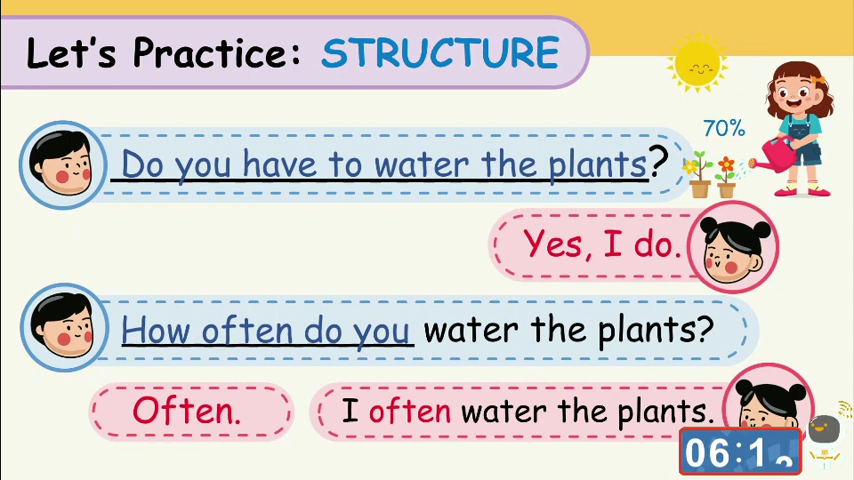 Let's Practice: STRUCTURE
70%
Do you have to water the plants?
Yes, I do.
How often do you water the plants?
Often.
I often water the plants.